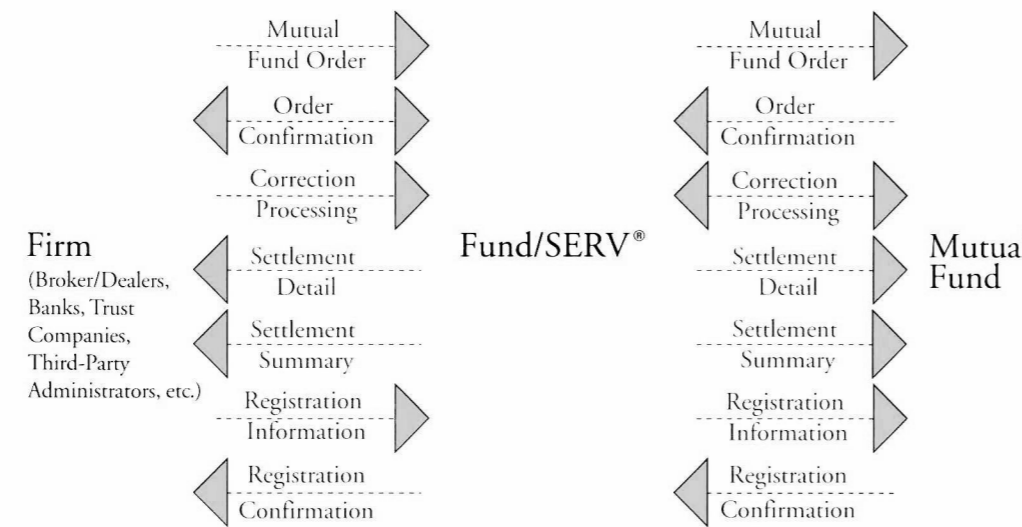 Mutual
Fund Order
Order
Confirmation
Correction
Processing
Settlement
Detail
Settlement
Summary
Registration
Information
Registration
Confirmation
Firm
(Broker/Dealers,
Banks, Trust
Companies,
Third-Party
Administrators, etc.)
Fund/SERV®
Mutual
Fund Order
Order
Confirmation
Correction
Processing
Settlement
Detail
Settlement
Summary
Registration
Information
Registration
Confirmation
Mutua
Fund